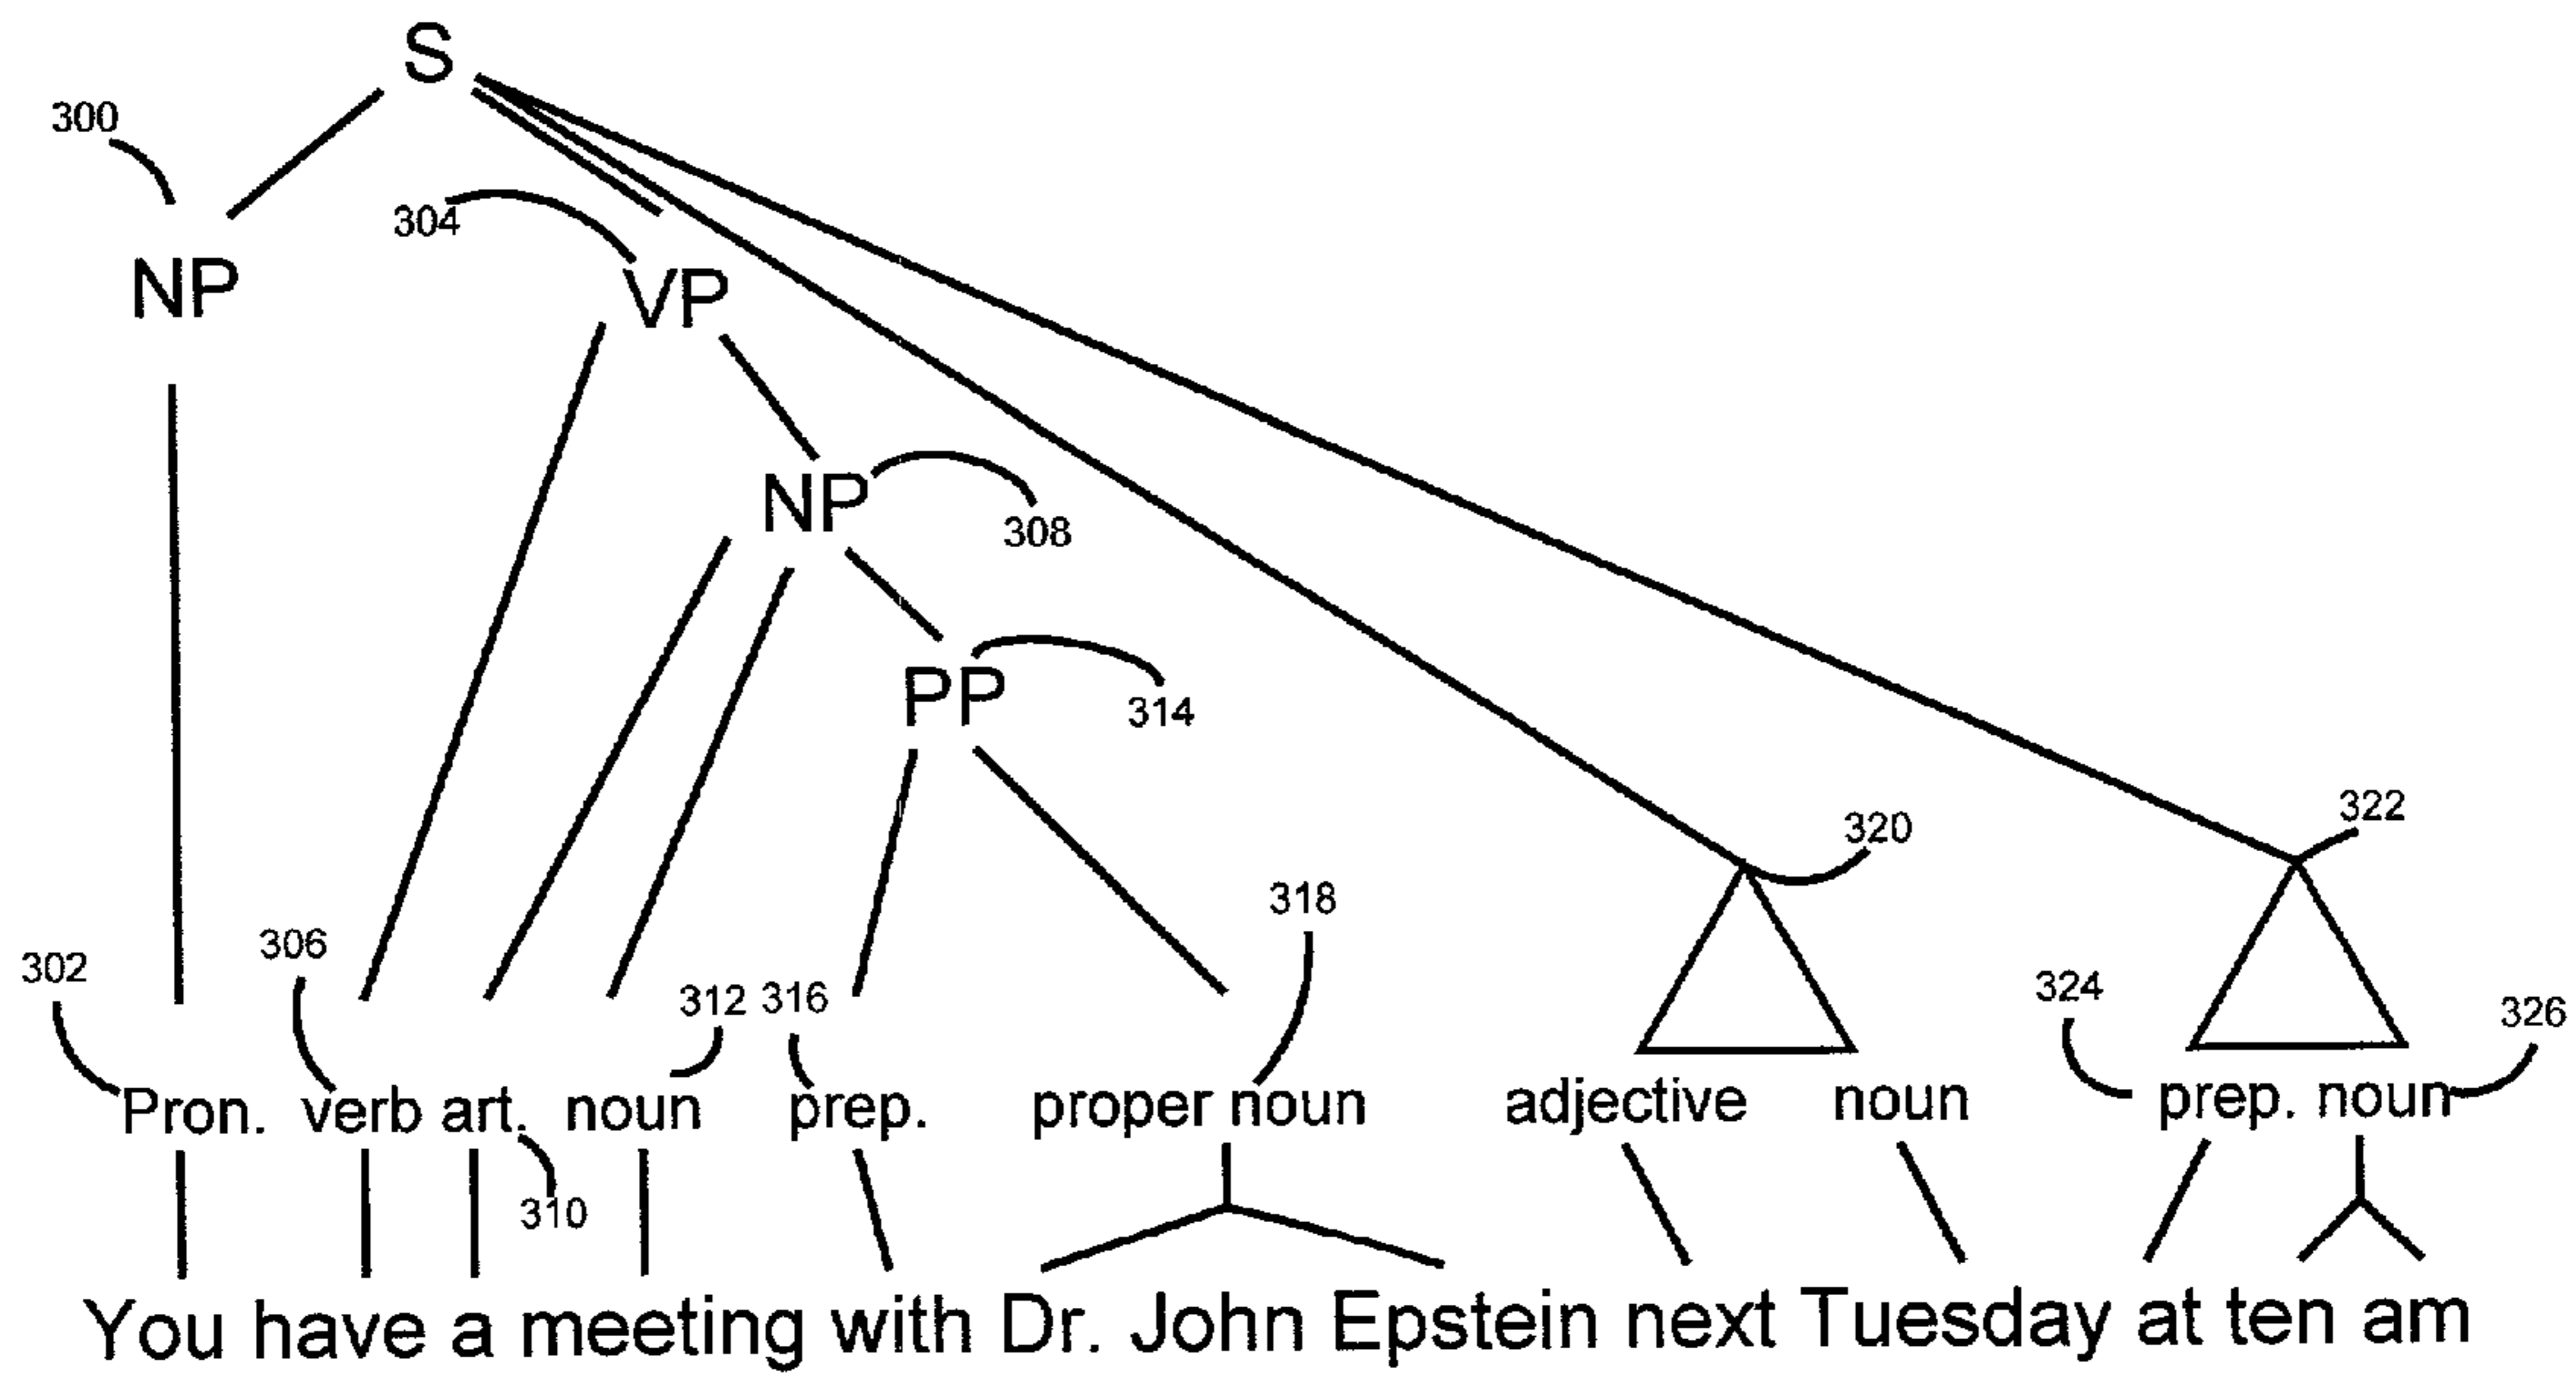 S
300
304
NP
VP
NP
308
PP
314
320
322
318
306
302
312 316
324
326
Pron. verb art. noun prep. proper noun adjective noun prep. noun
310
You have a meeting with Dr. John Epstein next Tuesday at ten am